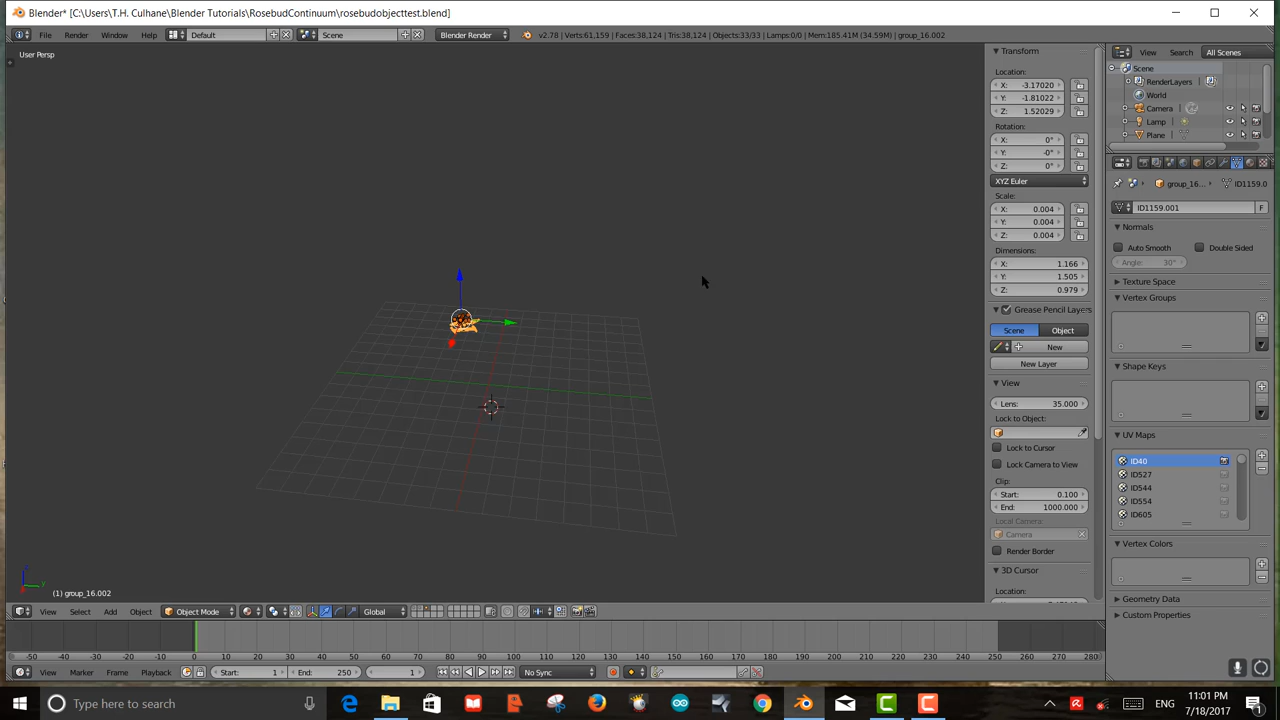 Blender* [C:\Users\T.H. Culhane\Blender Tutorials\RosebudContinuum\rosebudobjecttest.blend]
File Render Window Help Default Scene Blender Render v2.78 | Verts:61,159 | Faces:38,124 | Tris:38,124 | Objects:33/33 | Lamps:0/0 | Mem:185.41M (34.59M) | group_16.002
User Persp
Transform
Location:
X: -3.17020
Y: -1.81022
Z: 1.52029
Rotation:
X: 0°
Y: -0°
Z: 0°
XYZ Euler
Scale:
X: 0.004
Y: 0.004
Z: 0.004
Dimensions:
X: 1.166
Y: 1.505
Z: 0.979
Grease Pencil Layers
Scene Object
New
New Layer
View
Lens: 35.000
Lock to Object:
Lock to Cursor
Lock Camera to View
Clip:
Start: 0.100
End: 1000.000
Local Camera:
Camera
Render Border
3D Cursor
Location:
View Search All Scenes
Scene
RenderLayers
World
Camera
Lamp
Plane
group_16... ID1159.0
ID1159.001 F
Normals
Auto Smooth Double Sided
Angle: 30°
Texture Space
Vertex Groups
Shape Keys
UV Maps
ID40
ID527
ID544
ID554
ID605
Vertex Colors
Geometry Data
Custom Properties
z
y
(1) group_16.002
View Select Add Object Object Mode Global
-50 -40 -30 -20 -10 0 10 20 30 40 50 60 70 80 90 100 110 120 130 140 150 160 170 180 190 200 210 220 230 240 250 260 270 280
View Marker Frame Playback Start: 1 End: 250 1 No Sync
Type here to search
11:01 PM
7/18/2017